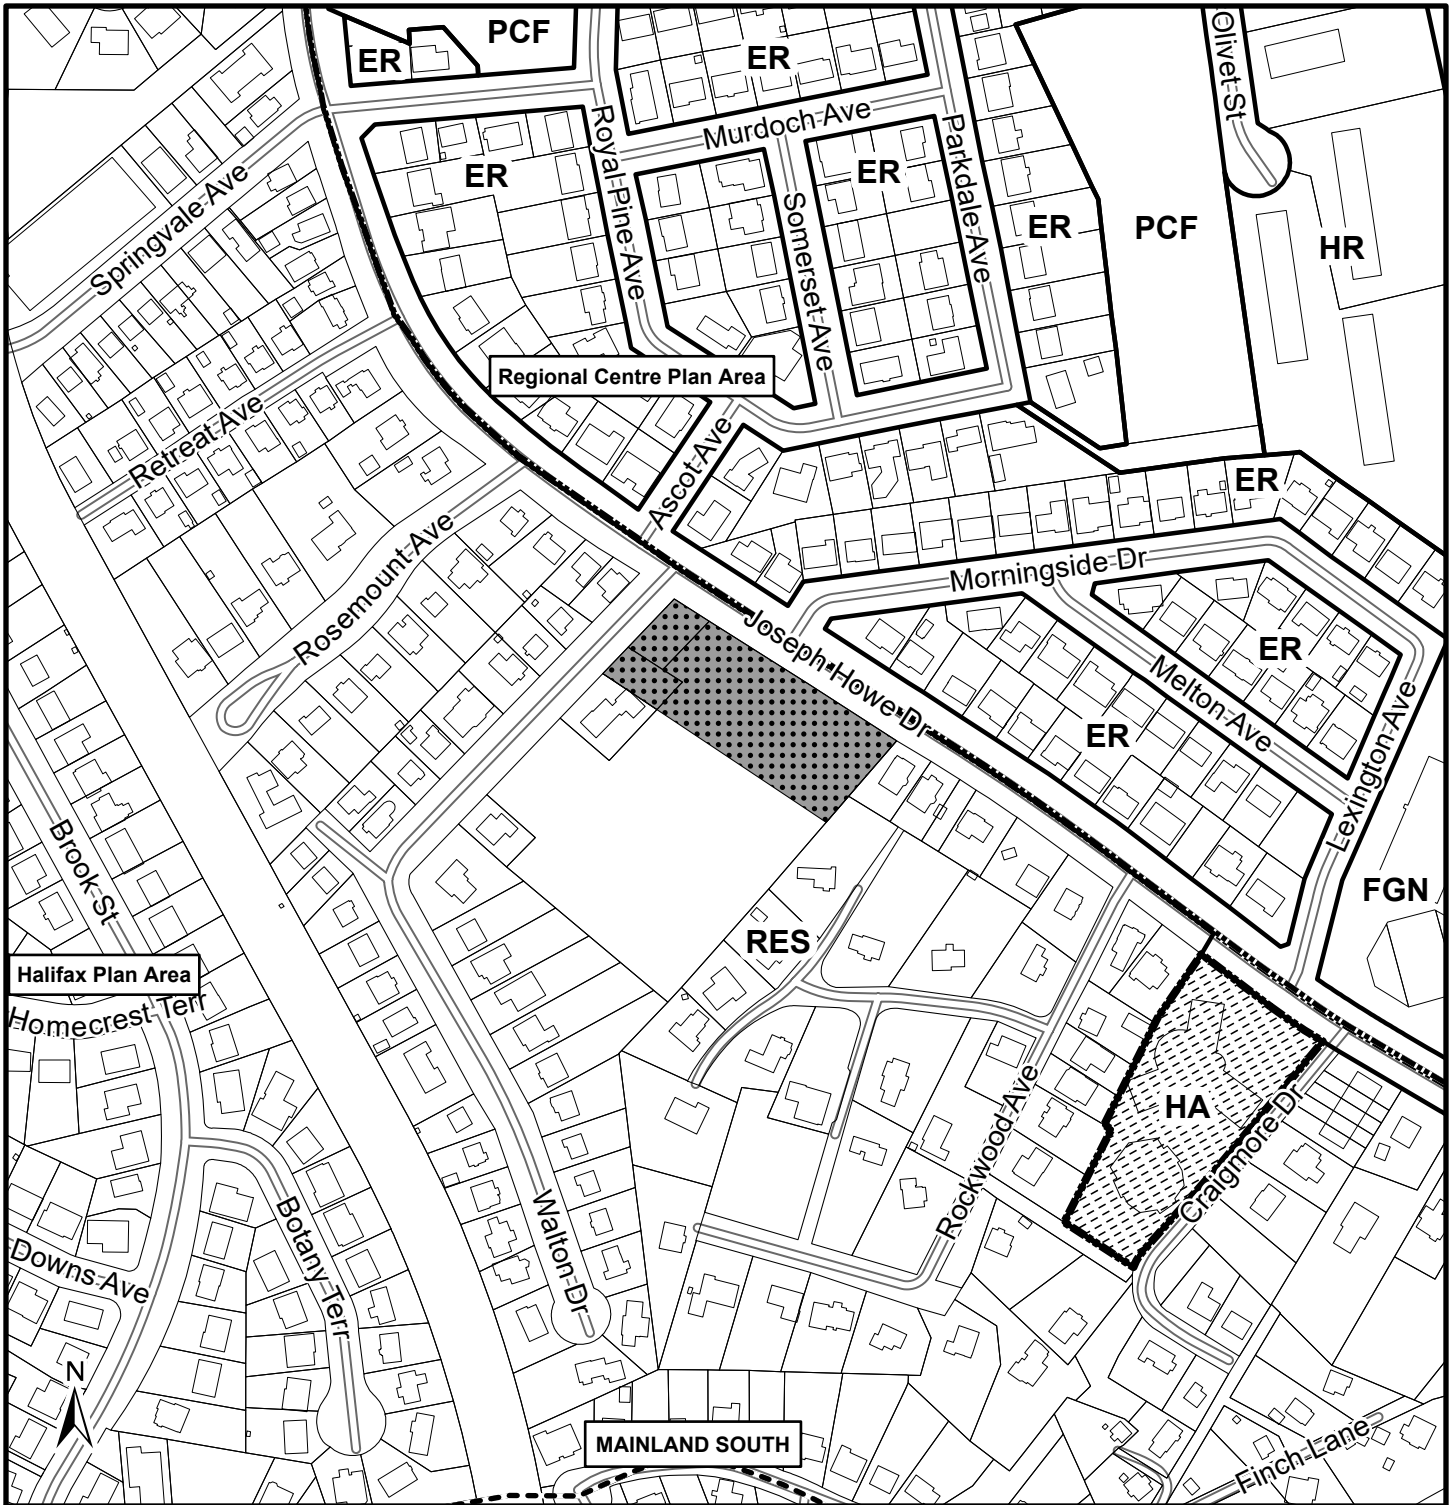 PCF
ER
ER
Olivet St
Murdoch Ave
Royal Pine Ave
Parkdale Ave
ER
ER
Springvale Ave
Somerset Ave
ER
PCF
HR
Regional Centre Plan Area
Retreat Ave
Ascot Ave
ER
Rosemount Ave
Morningside Dr
Joseph Howe Dr
ER
Melton Ave
ER
Lexington Ave
Brook St
FGN
RES
Halifax Plan Area
Homecrest Terr
HA
Craigmore Dr
Rockwood Ave
Walton Dr
Botany Terr
Downs Ave
N
MAINLAND SOUTH
Finch Lane